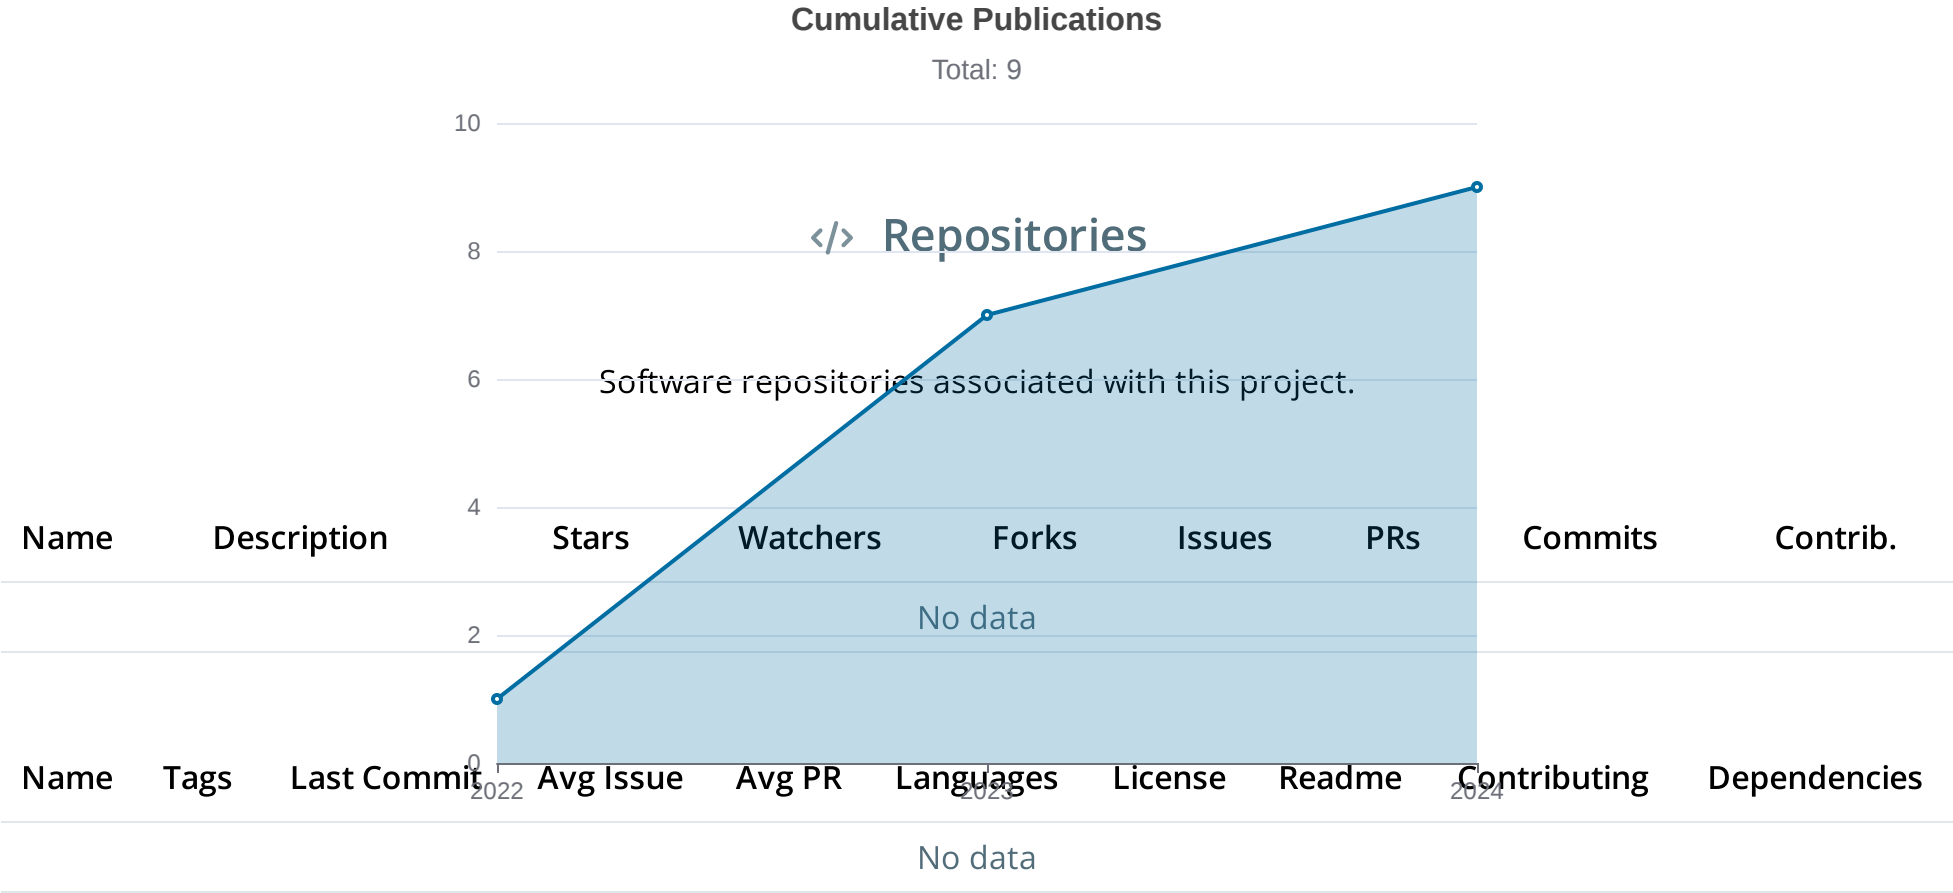 Cumulative Publications
Total: 9
10
</> Repositories
8
Software repositories associated with this project.
6
4
Name Description Stars Watchers Forks Issues PRs Commits Contrib.
No data
2
0
Name Tags Last Commit Avg Issue Avg PR Languages License Readme Contributing Dependencies
2022 2023 2024
No data